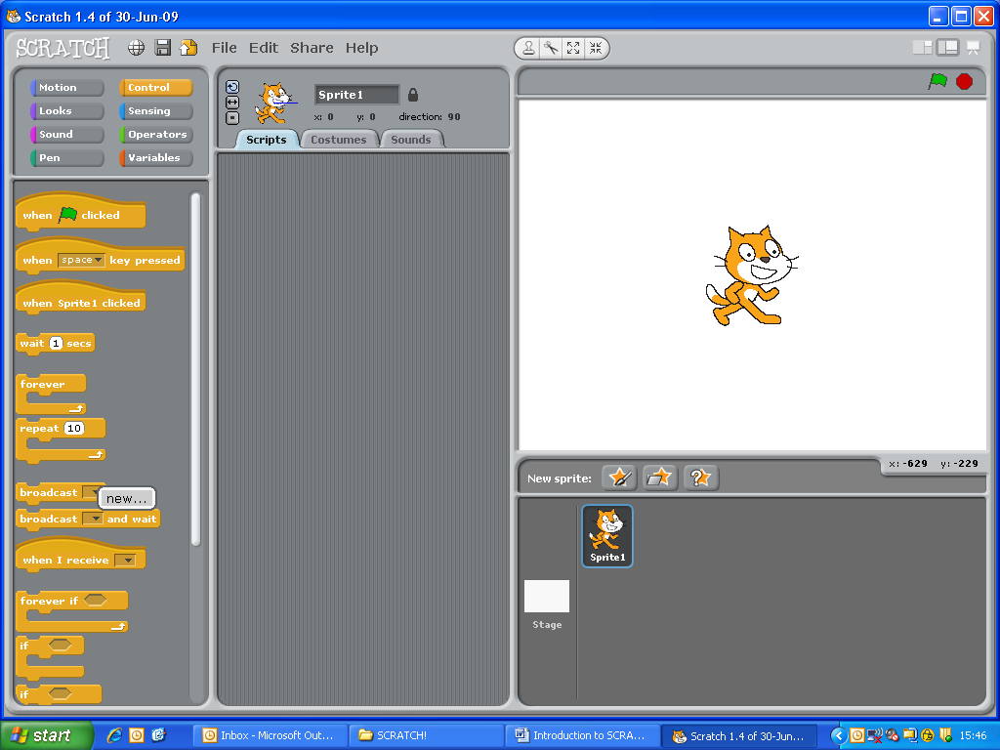 Scratch 1.4 of 30-Jun-09
SCRATCH File Edit Share Help
Motion Control
Looks Sensing
Sound Operators
Pen Variables
Sprite1
x: 0 y: 0 direction: 90
Scripts Costumes Sounds
when clicked
when space key pressed
when Sprite1 clicked
wait 1 secs
forever
repeat 10
broadcast
new...
broadcast and wait
when I receive
forever if
if
if
x: -629 y: -229
New sprite:
Sprite1
Stage
start Inbox - Microsoft Out... SCRATCH! Introduction to SCRA... Scratch 1.4 of 30-Jun... 15:46